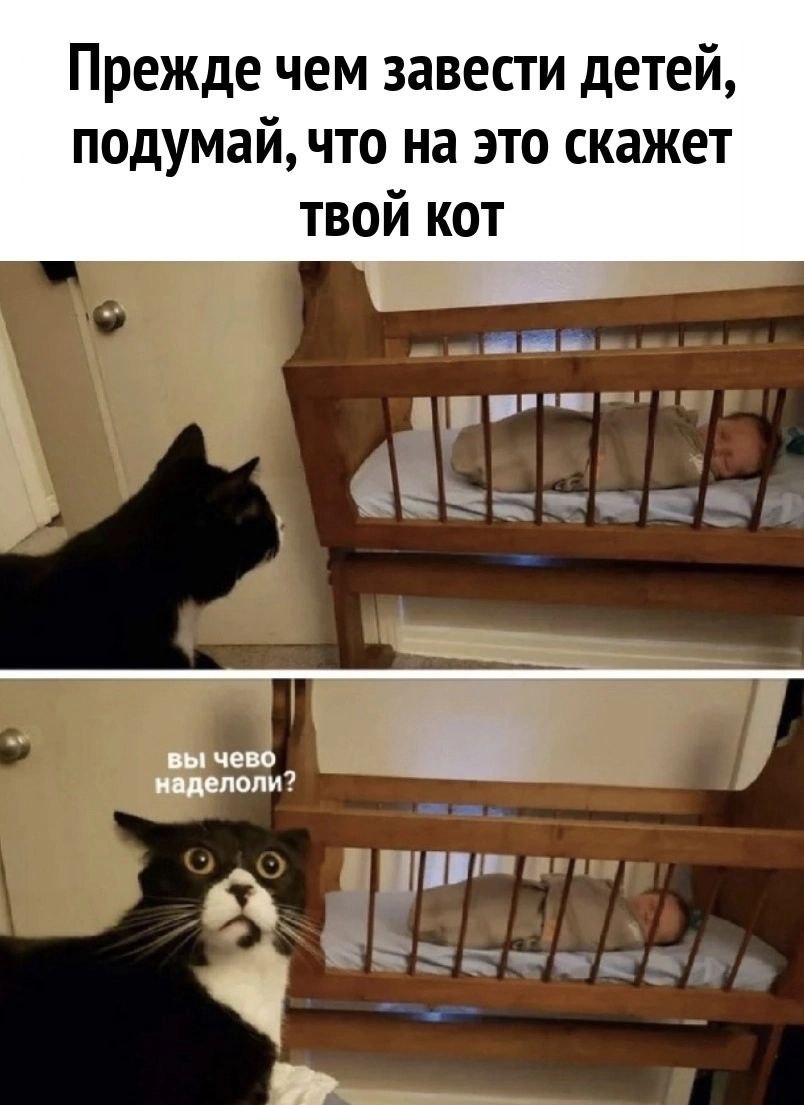 Прежде чем завести детей,
подумай, что на это скажет
твой кот
вы чево
наделоли?